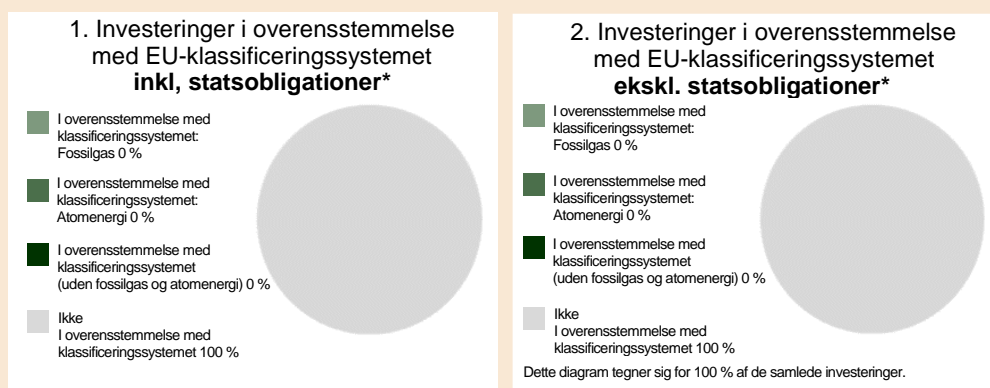 1. Investeringer i overensstemmelse
med EU-klassificeringssystemet
inkl, statsobligationer*
I overensstemmelse med
klassificeringssystemet:
Fossilgas 0 %
I overensstemmelse med
klassificeringssystemet:
Atomenergi 0 %
I overensstemmelse med
klassificeringssystemet
(uden fossilgas og atomenergi) 0 %
Ikke
I overensstemmelse med
klassificeringssystemet 100 %
2. Investeringer i overensstemmelse
med EU-klassificeringssystemet
ekskl. statsobligationer*
I overensstemmelse med
klassificeringssystemet:
Fossilgas 0 %
I overensstemmelse med
klassificeringssystemet:
Atomenergi 0 %
I overensstemmelse med
klassificeringssystemet
(uden fossilgas og atomenergi) 0 %
Ikke
I overensstemmelse med
klassificeringssystemet 100 %
Dette diagram tegner sig for 100 % af de samlede investeringer.